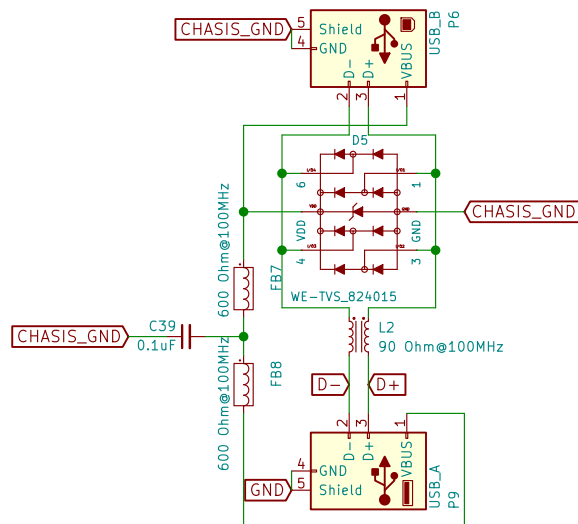 CHASIS_GND
5
Shield
4
GND
D-
D+
VBUS
USB_B
P6
2
3
1
D5
6
1
VDD
GND
CHASIS_GND
4
3
WE-TVS_824015
600 Ohm@100MHz
FB7
CHASIS_GND
C39
0.1uF
L2
90 Ohm@100MHz
600 Ohm@100MHz
FB8
D-
D+
2
3
1
D-
D+
VBUS
USB_A
P9
4
GND
GND
5
Shield